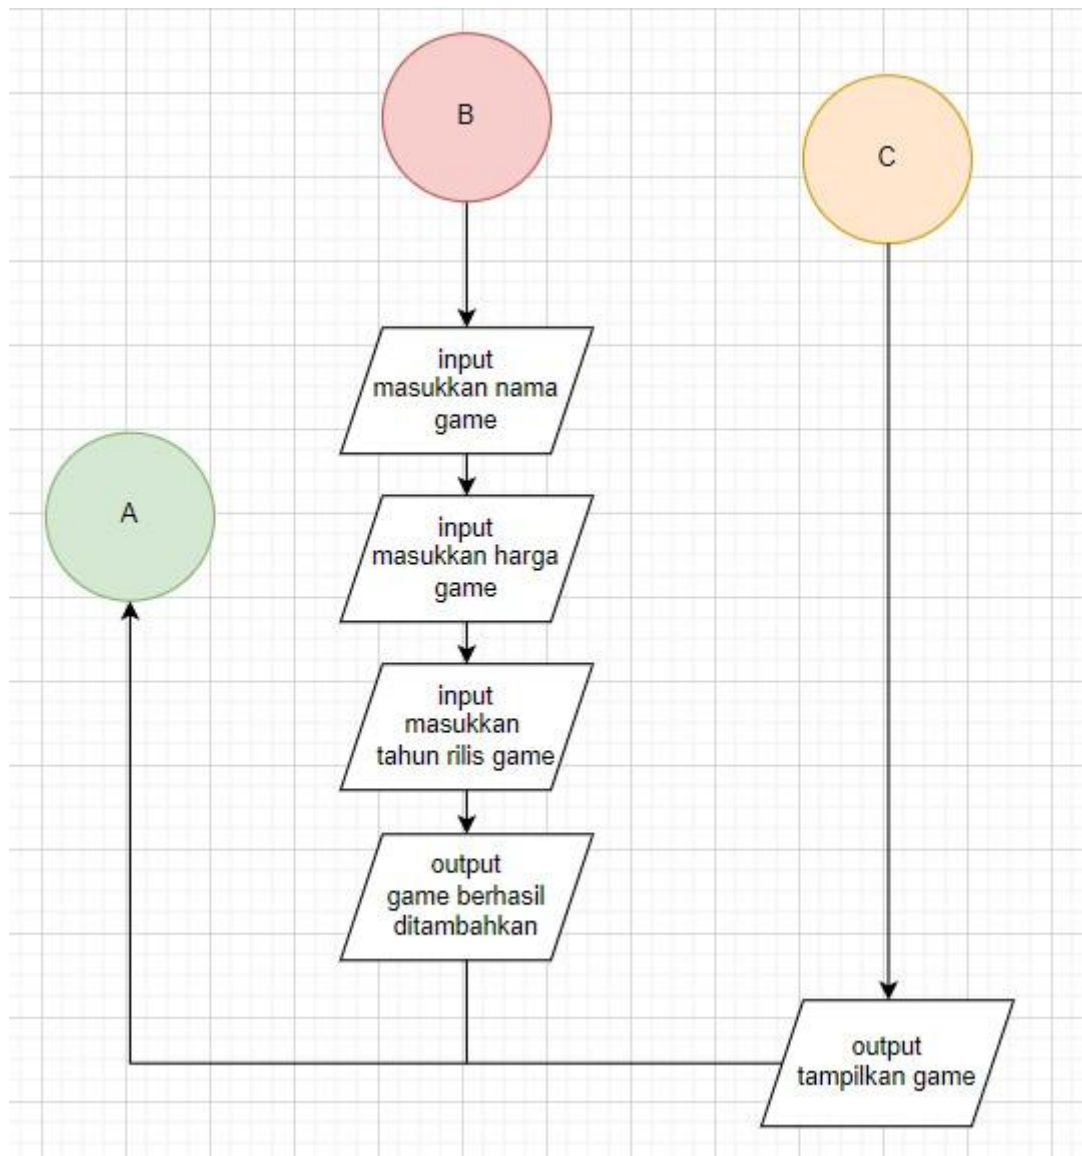 B
C
input
masukkan nama
game
A
input
masukkan harga
game
input
masukkan
tahun rilis game
output
game berhasil
ditambahkan
output
tampilkan game